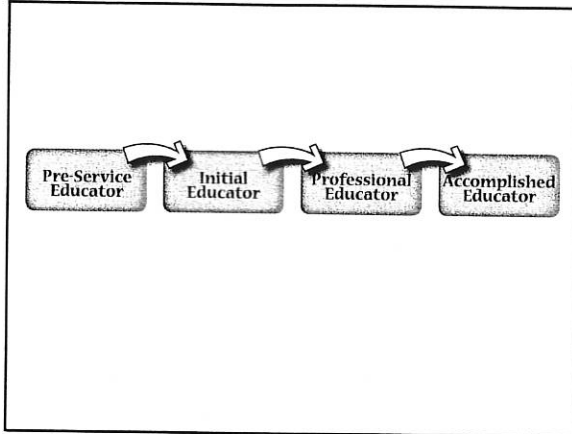 Pre-Service
Educator
Initial
Educator
Professional
Educator
Accomplished
Educator